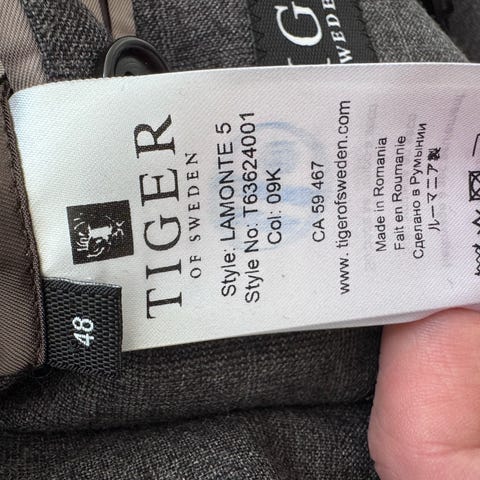 TIGER
OF SWEDEN
Style: LAMONTE 5
Style No: T63624001
Col: 09K
CA 59 467
www. tigerofsweden.com
Made in Romania
Fait en Roumanie
Сделано в Румынии
ルーマニア製
48